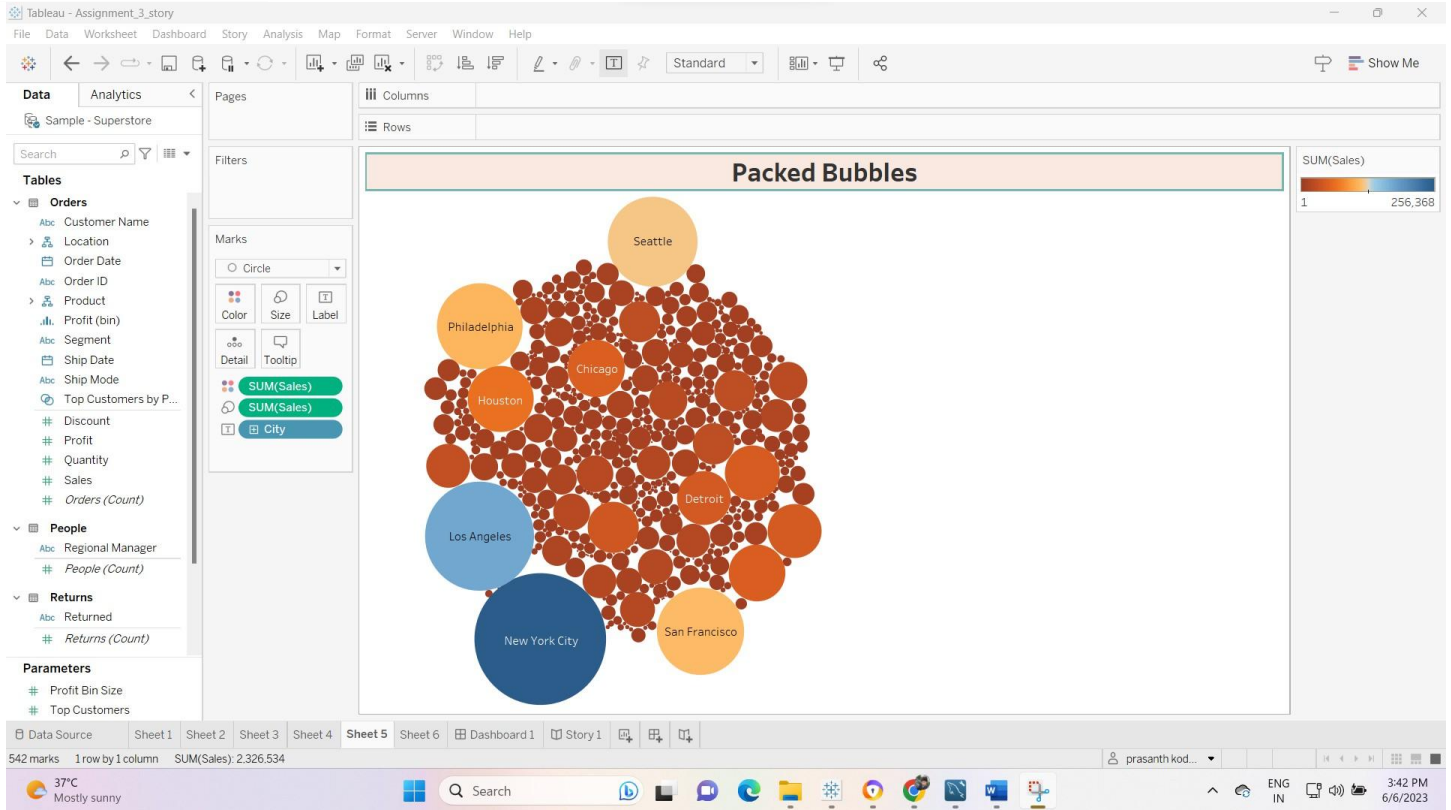 Tableau - Assignment_3_story
File Data Worksheet Dashboard Story Analysis Map Format Server Window Help
Standard
Show Me
Data Analytics
Pages
Columns
Sample - Superstore
Rows
Search
Filters
Packed Bubbles
SUM(Sales)
1 256,368
Tables
Orders
Abc Customer Name
Location
Order Date
Abc Order ID
Product
Profit (bin)
Abc Segment
Ship Date
Abc Ship Mode
Top Customers by P...
# Discount
# Profit
# Quantity
# Sales
# Orders (Count)
People
Abc Regional Manager
# People (Count)
Returns
Abc Returned
# Returns (Count)
Parameters
# Profit Bin Size
# Top Customers
Marks
Circle
Color Size Label
Detail Tooltip
SUM(Sales)
SUM(Sales)
T City
Seattle
Philadelphia
Chicago
Houston
Detroit
Los Angeles
New York City
San Francisco
Data Source Sheet 1 Sheet 2 Sheet 3 Sheet 4 Sheet 5 Sheet 6 Dashboard 1 Story 1
542 marks 1 row by 1 column SUM(Sales): 2,326,534
prasanth kod...
37°C
Mostly sunny
Search
ENG
IN
3:42 PM
6/6/2023